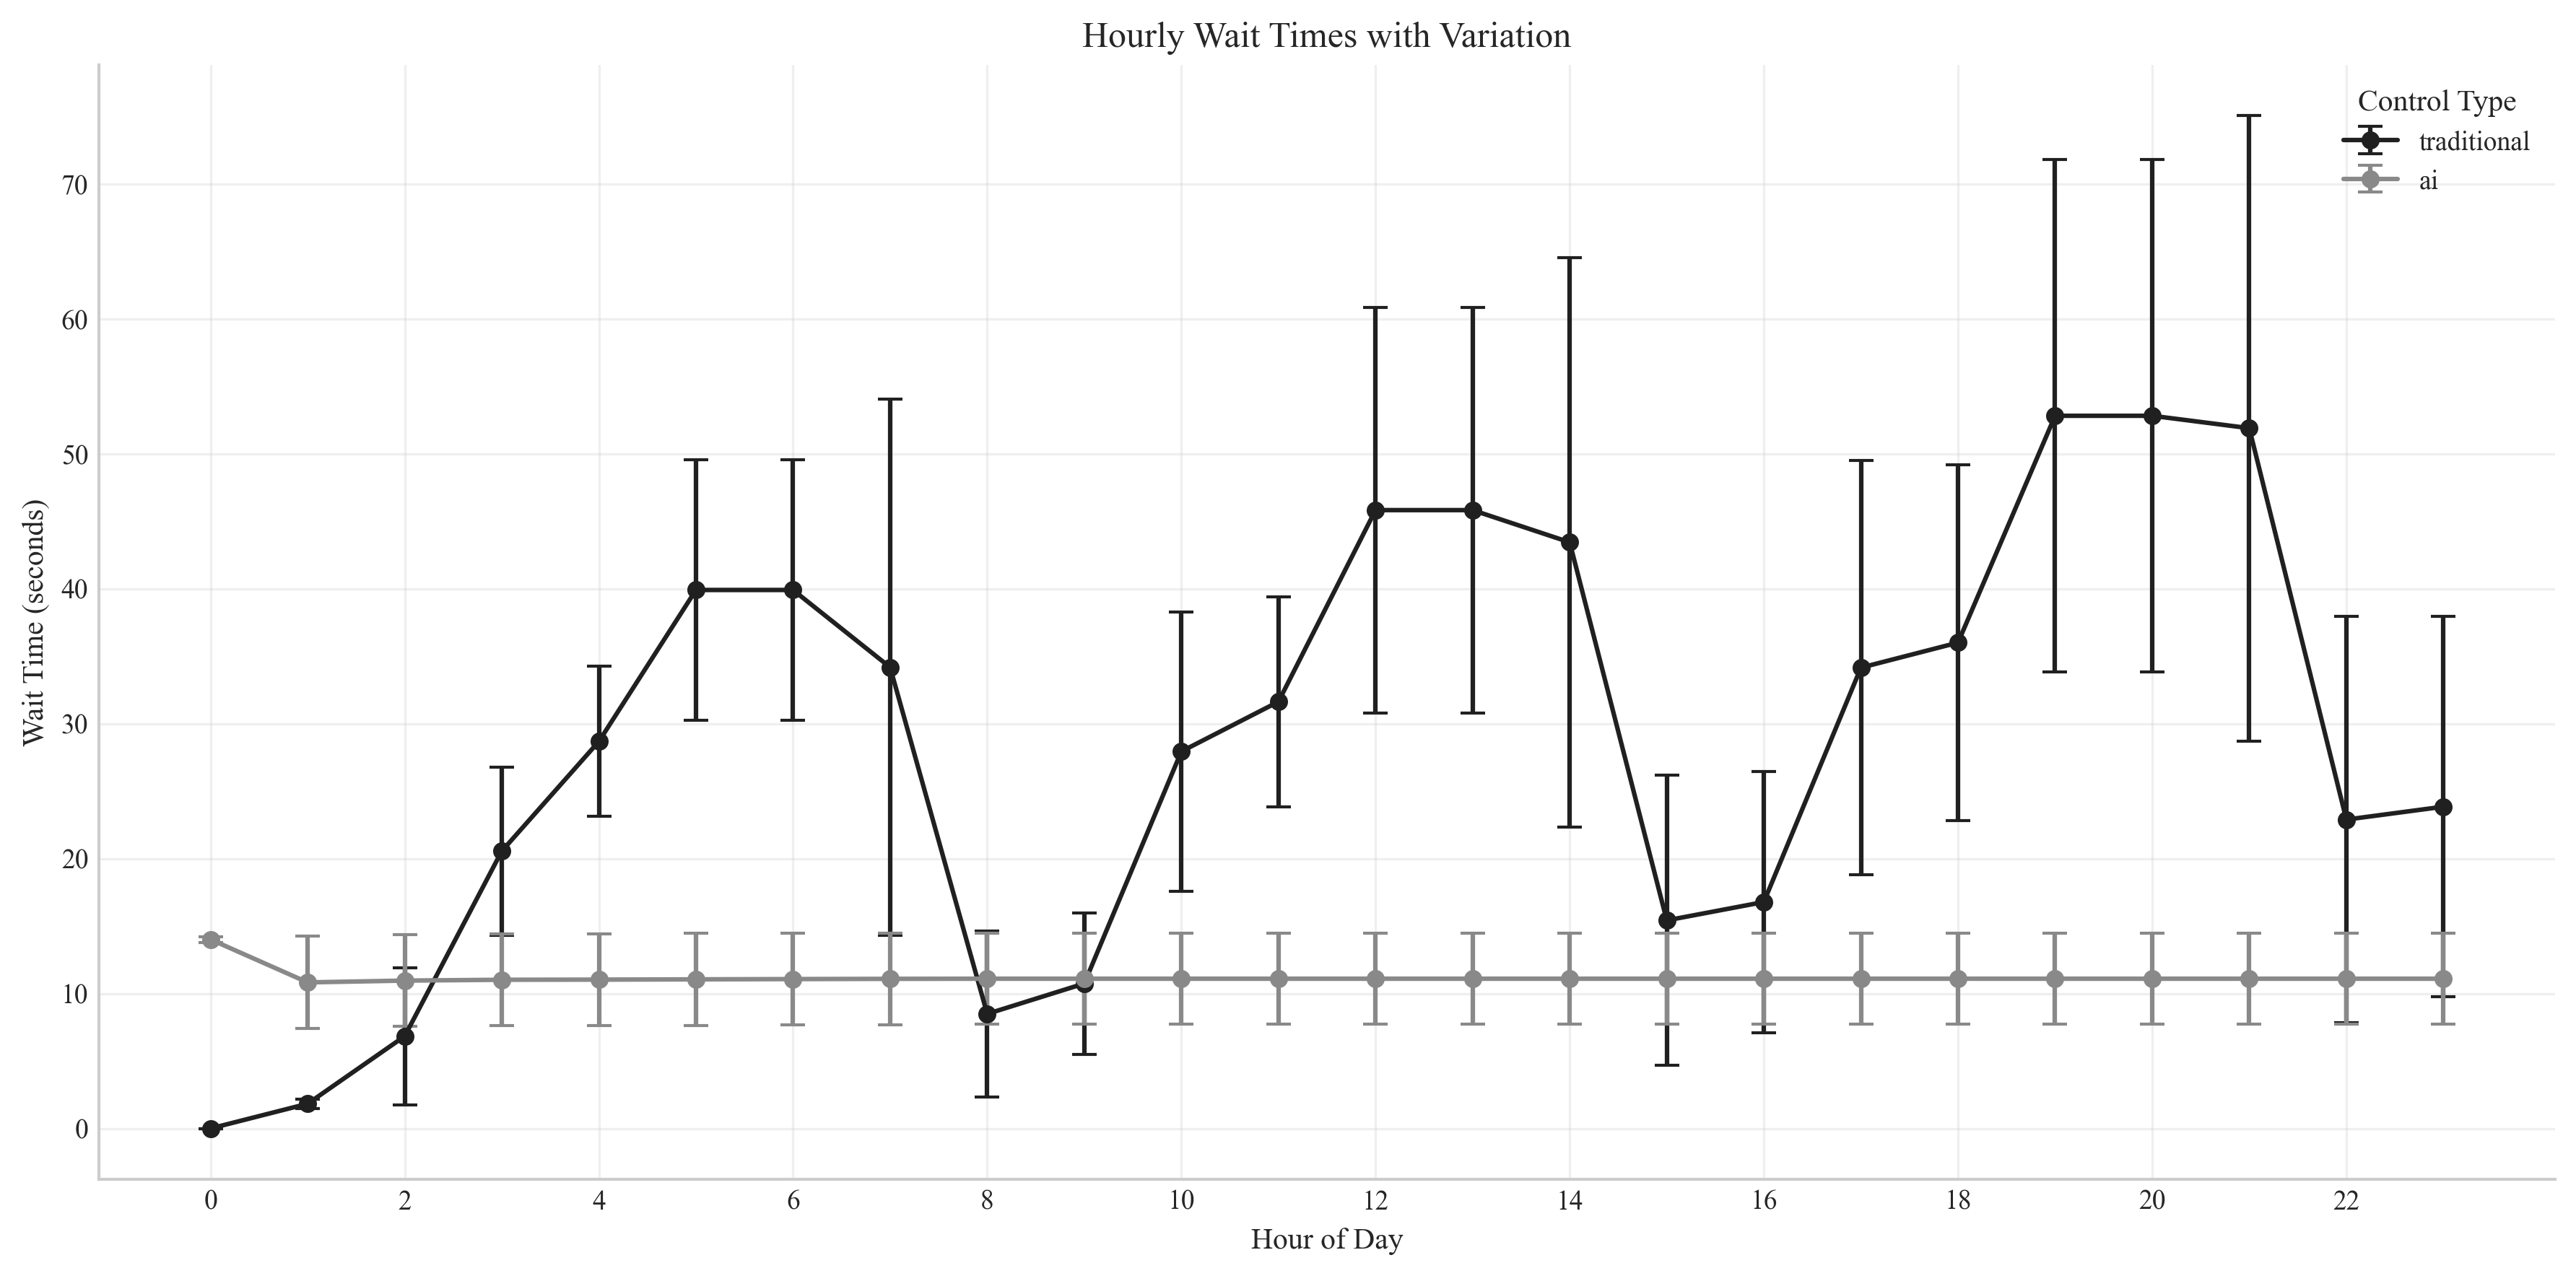 Hourly Wait Times with Variation
Control Type
traditional
ai
Wait Time (seconds)
70
60
50
40
30
20
10
0
0 2 4 6 8 10 12 14 16 18 20 22
Hour of Day